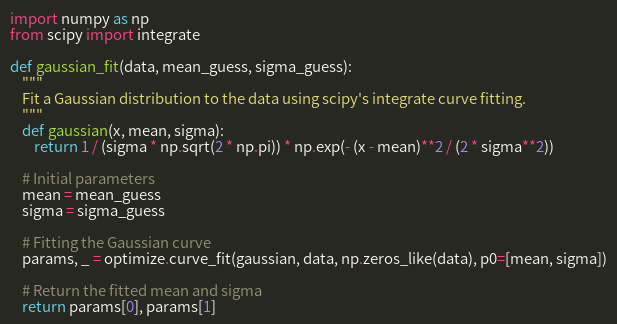 import numpy as np
from scipy import integrate

def gaussian_fit(data, mean_guess, sigma_guess):
    """
    Fit a Gaussian distribution to the data using scipy's integrate curve fitting.
    """
    def gaussian(x, mean, sigma):
        return 1 / (sigma * np.sqrt(2 * np.pi)) * np.exp(- (x - mean)**2 / (2 * sigma**2))

    # Initial parameters
    mean = mean_guess
    sigma = sigma_guess

    # Fitting the Gaussian curve
    params, _ = optimize.curve_fit(gaussian, data, np.zeros_like(data), p0=[mean, sigma])

    # Return the fitted mean and sigma
    return params[0], params[1]